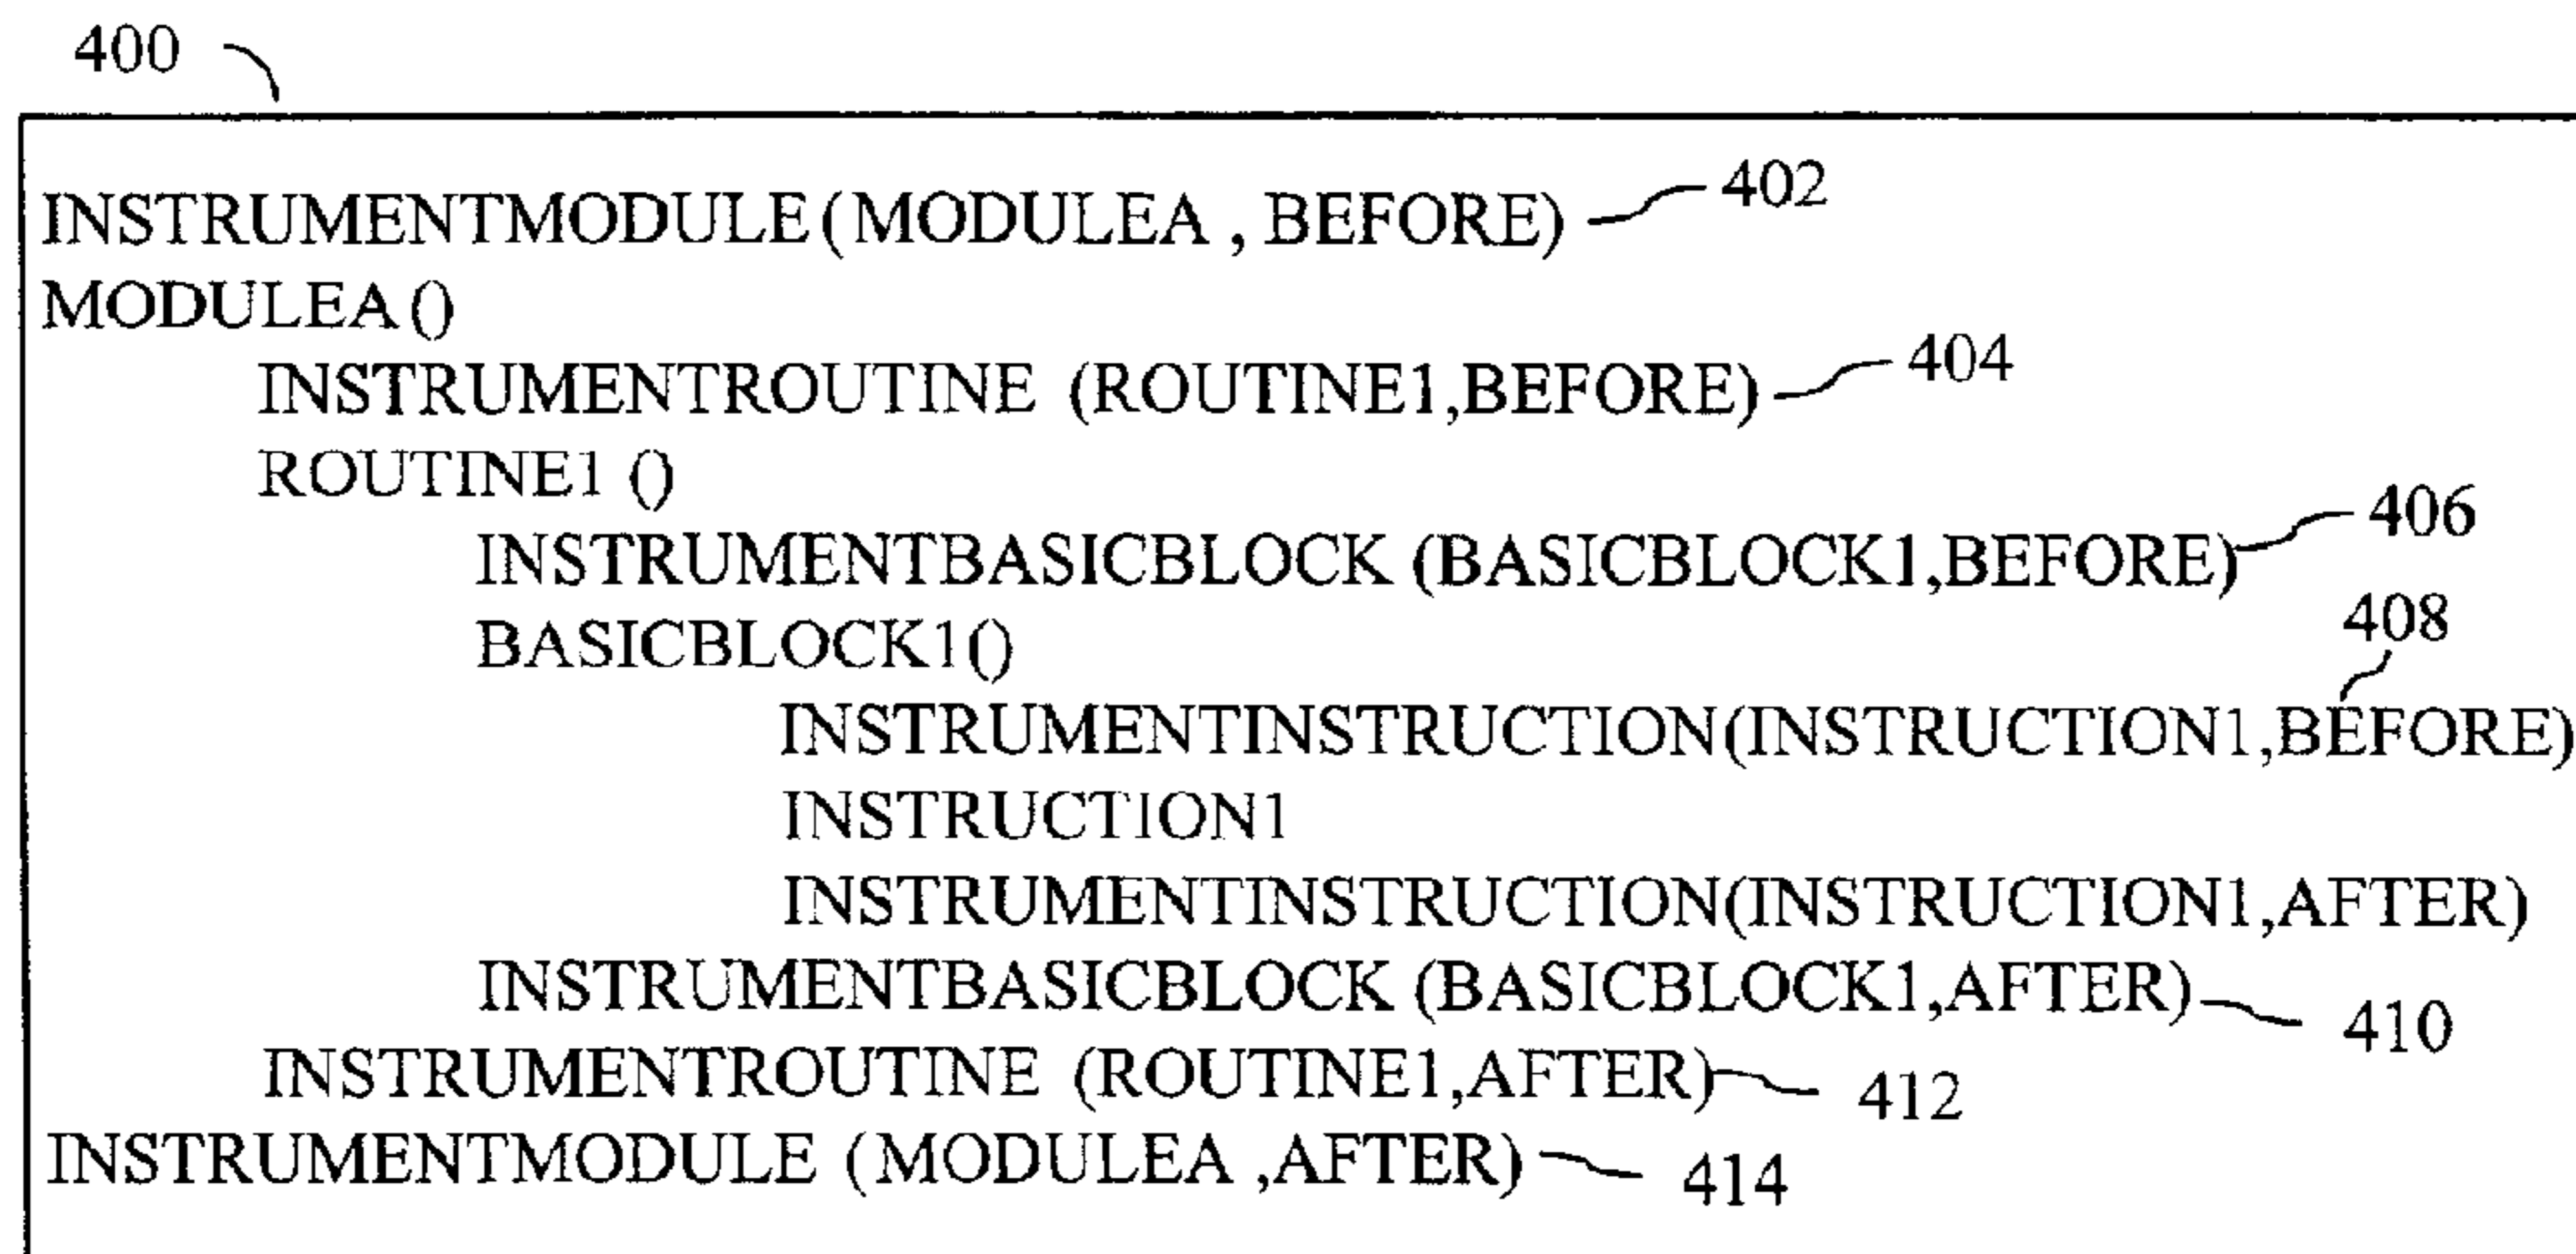 400
INSTRUMENTMODULE(MODULEA , BEFORE) 402
MODULEA()
INSTRUMENTROUTINE (ROUTINE1,BEFORE) 404
ROUTINE1 ()
INSTRUMENTBASICBLOCK (BASICBLOCK1,BEFORE) 406
BASICBLOCK1()
408
INSTRUMENTINSTRUCTION(INSTRUCTION1,BEFORE)
INSTRUCTION1
INSTRUMENTINSTRUCTION(INSTRUCTION1,AFTER)
INSTRUMENTBASICBLOCK (BASICBLOCK1,AFTER) 410
INSTRUMENTROUTINE (ROUTINE1,AFTER) 412
INSTRUMENTMODULE (MODULEA ,AFTER) 414